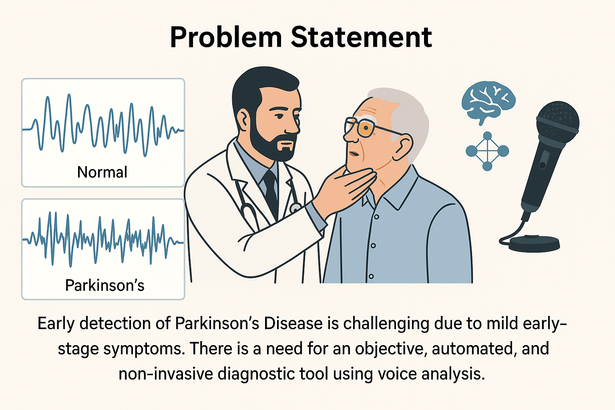 Problem Statement
Normal
Parkinson's
Early detection of Parkinson's Disease is challenging due to mild early–
stage symptoms. There is a need for an objective, automated, and
non-invasive diagnostic tool using voice analysis.